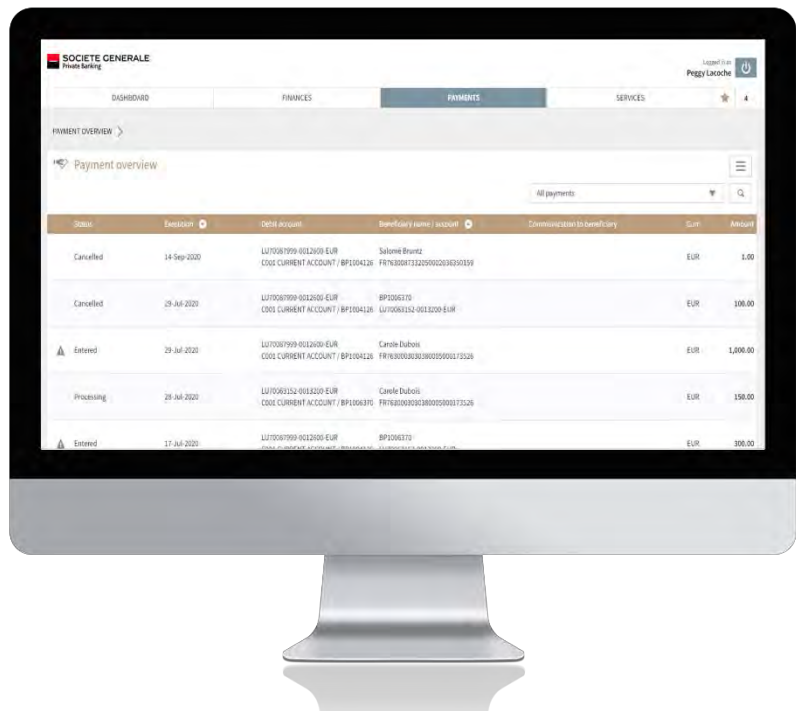 SOCIETE GENERALE
Private Banking
Logged in as
Peggy Lacoche
DASHBOARD FINANCES PAYMENTS SERVICES 4
PAYMENT OVERVIEW
Payment overview
All payments
Status Execution Debit account Beneficiary name / account Communication to beneficiary Curr. Amount
Cancelled 14-Sep-2020 LU70087999-0012600-EUR Salomé Bruntz EUR 1.00
C001 CURRENT ACCOUNT / BP1004126
Cancelled 29-Jul-2020 LU70087999-0012600-EUR BP1006370 EUR 100.00
C001 CURRENT ACCOUNT / BP1004126 LU70063152-0013200-EUR
Entered 29-Jul-2020 LU70087999-0012600-EUR Carole Dubois EUR 1,000.00
C001 CURRENT ACCOUNT / BP1004126
Processing 28-Jul-2020 LU70063152-0013200-EUR Carole Dubois EUR 150.00
C001 CURRENT ACCOUNT / BP1006370
Entered 17-Jul-2020 LU70087999-0012600-EUR BP1006370 EUR 300.00